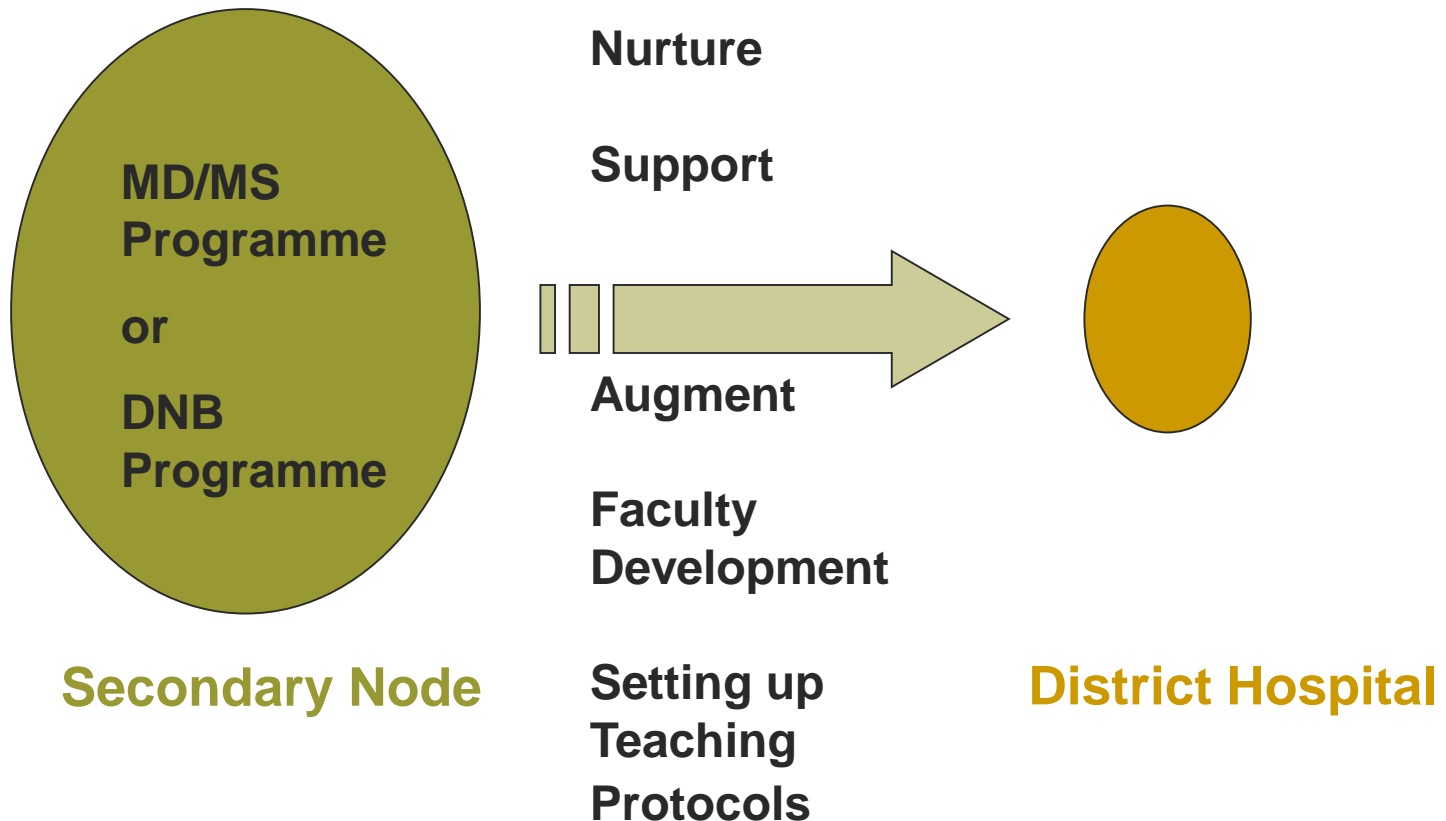 MD/MS
Programme
or
DNB
Programme
Secondary Node
Nurture
Support
Augment
Faculty
Development
Setting up
Teaching
Protocols
District Hospital